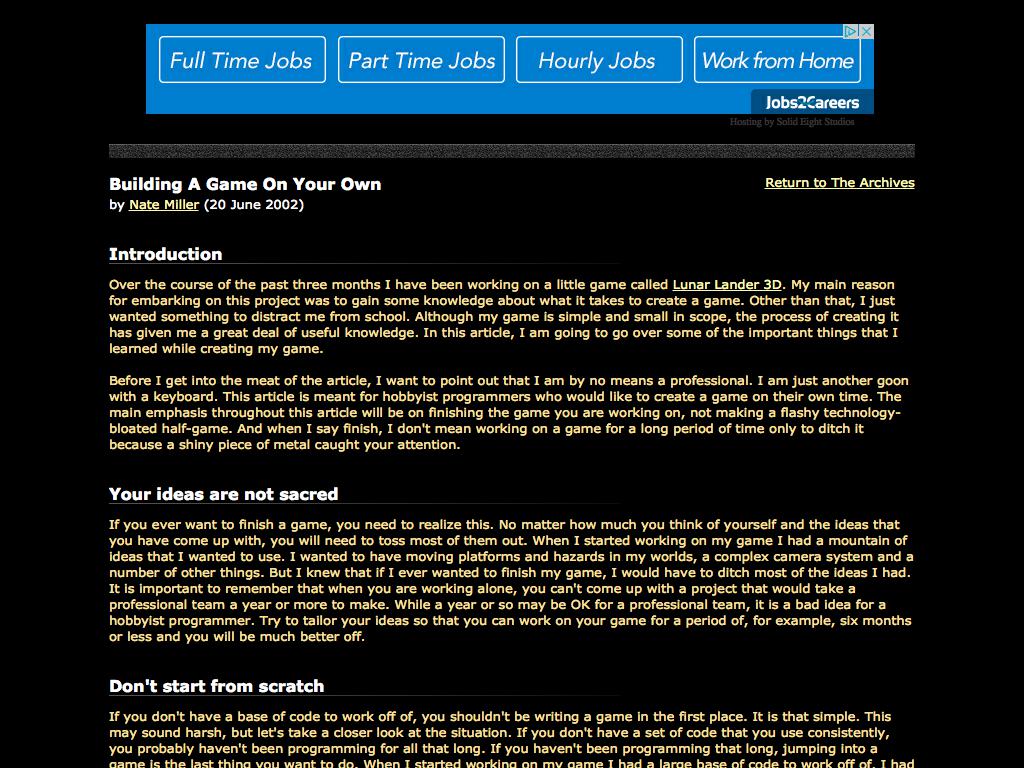 Full Time Jobs
Part Time Jobs
Hourly Jobs
Work from Home
Jobs2Careers
Hosting by Solid Eight Studios
Building A Game On Your Own
Return to The Archives
by Nate Miller (20 June 2002)
Introduction
Over the course of the past three months I have been working on a little game called Lunar Lander 3D. My main reason
for embarking on this project was to gain some knowledge about what it takes to create a game. Other than that, I just
wanted something to distract me from school. Although my game is simple and small in scope, the process of creating it
has given me a great deal of useful knowledge. In this article, I am going to go over some of the important things that I
learned while creating my game.
Before I get into the meat of the article, I want to point out that I am by no means a professional. I am just another goon
with a keyboard. This article is meant for hobbyist programmers who would like to create a game on their own time. The
main emphasis throughout this article will be on finishing the game you are working on, not making a flashy technology-
bloated half-game. And when I say finish, I don't mean working on a game for a long period of time only to ditch it
because a shiny piece of metal caught your attention.
Your ideas are not sacred
If you ever want to finish a game, you need to realize this. No matter how much you think of yourself and the ideas that
you have come up with, you will need to toss most of them out. When I started working on my game I had a mountain of
ideas that I wanted to use. I wanted to have moving platforms and hazards in my worlds, a complex camera system and a
number of other things. But I knew that if I ever wanted to finish my game, I would have to ditch most of the ideas I had.
It is important to remember that when you are working alone, you can't come up with a project that would take a
professional team a year or more to make. While a year or so may be OK for a professional team, it is a bad idea for a
hobbyist programmer. Try to tailor your ideas so that you can work on your game for a period of, for example, six months
or less and you will be much better off.
Don't start from scratch
If you don't have a base of code to work off of, you shouldn't be writing a game in the first place. It is that simple. This
may sound harsh, but let's take a closer look at the situation. If you don't have a set of code that you use consistently,
you probably haven't been programming for all that long. If you haven't been programming that long, jumping into a
game is the last thing you want to do. When I started working on my game I had a large base of code to work off of. I had